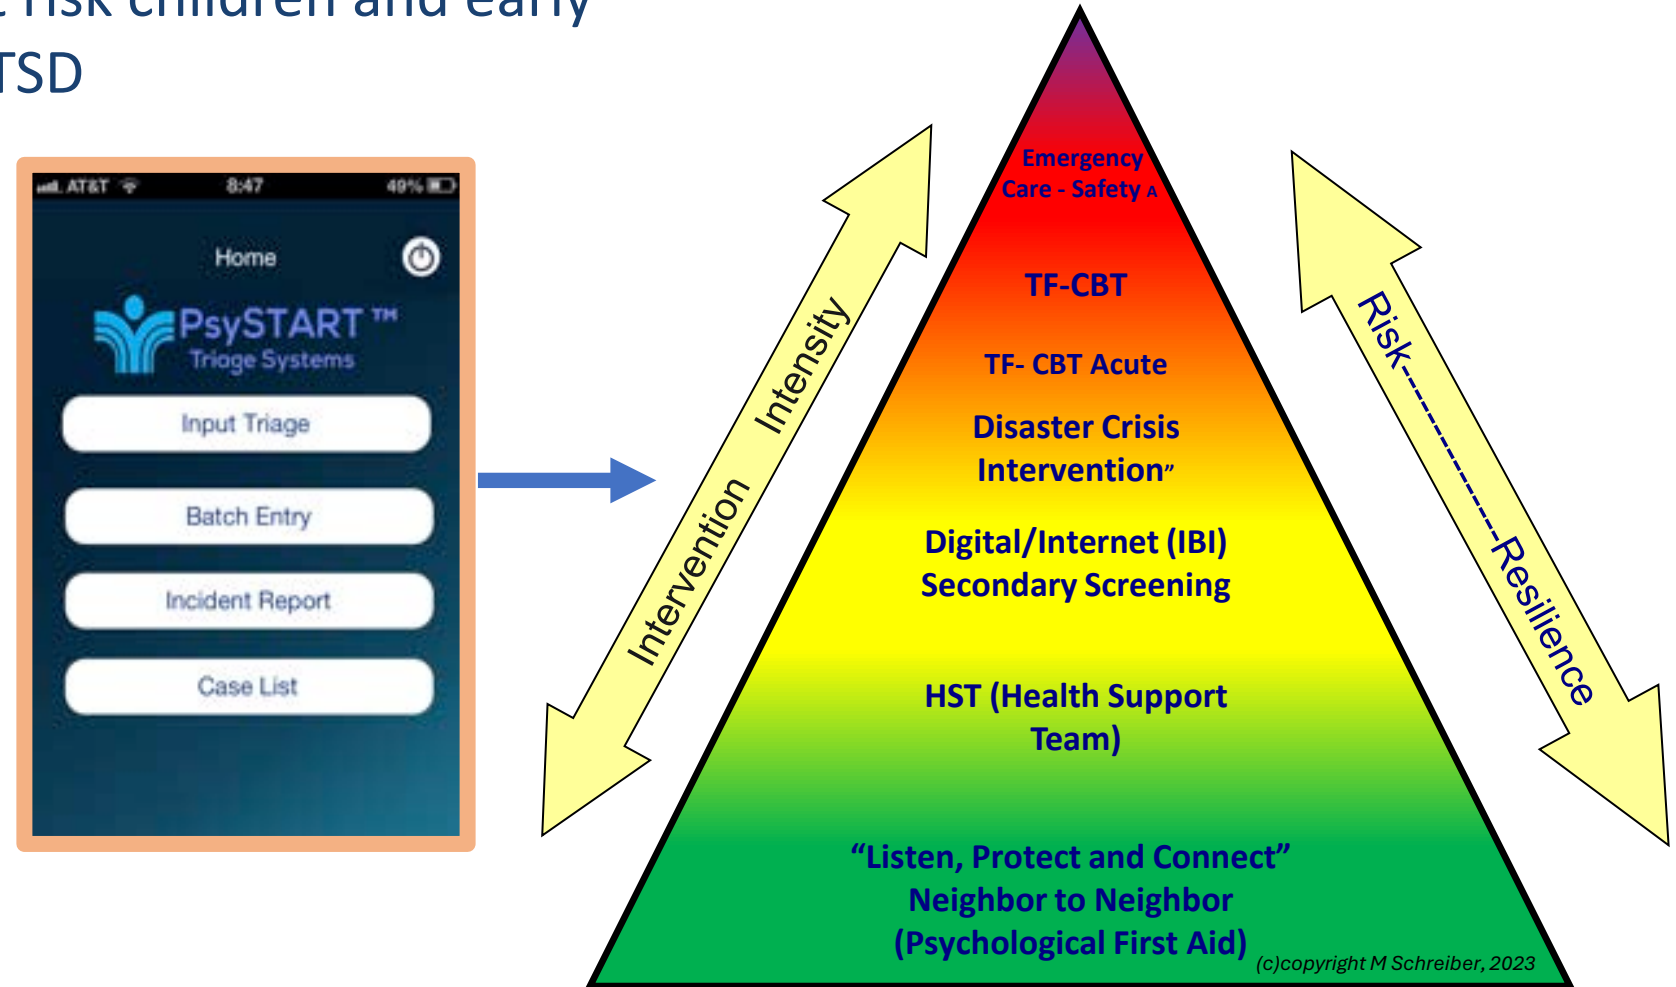 risk children and early
TSD
AT&T 8:47 49%
Home
PsySTART ™
Triage Systems
Input Triage
Batch Entry
Incident Report
Case List
Intervention Intensity
Emergency
Care - Safety A
TF-CBT
TF- CBT Acute
Disaster Crisis
Intervention”
Digital/Internet (IBI)
Secondary Screening
HST (Health Support
Team)
“Listen, Protect and Connect”
Neighbor to Neighbor
(Psychological First Aid)
(c)copyright M Schreiber, 2023
Risk------------Resilience